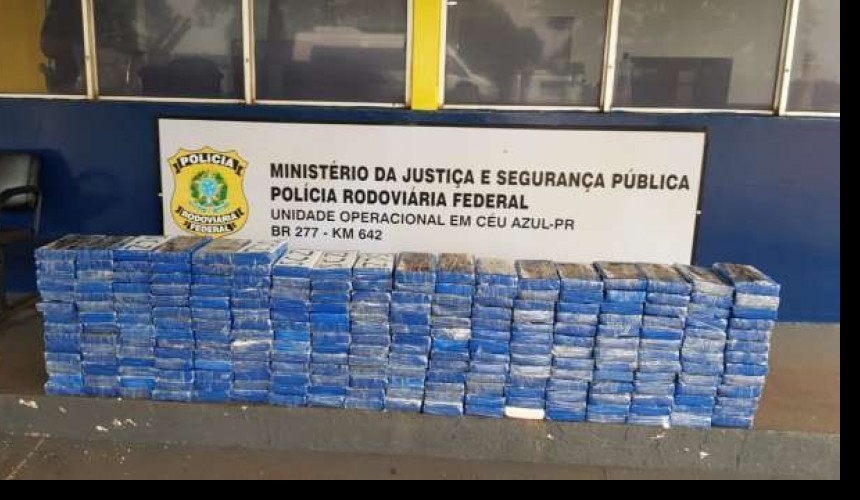 POLICIA
RODOVIÁRIA
FEDERAL
MINISTÉRIO DA JUSTIÇA E SEGURANÇA PÚBLICA
POLÍCIA RODOVIÁRIA FEDERAL
UNIDADE OPERACIONAL EM CÉU AZUL-PR
BR 277 - KM 642